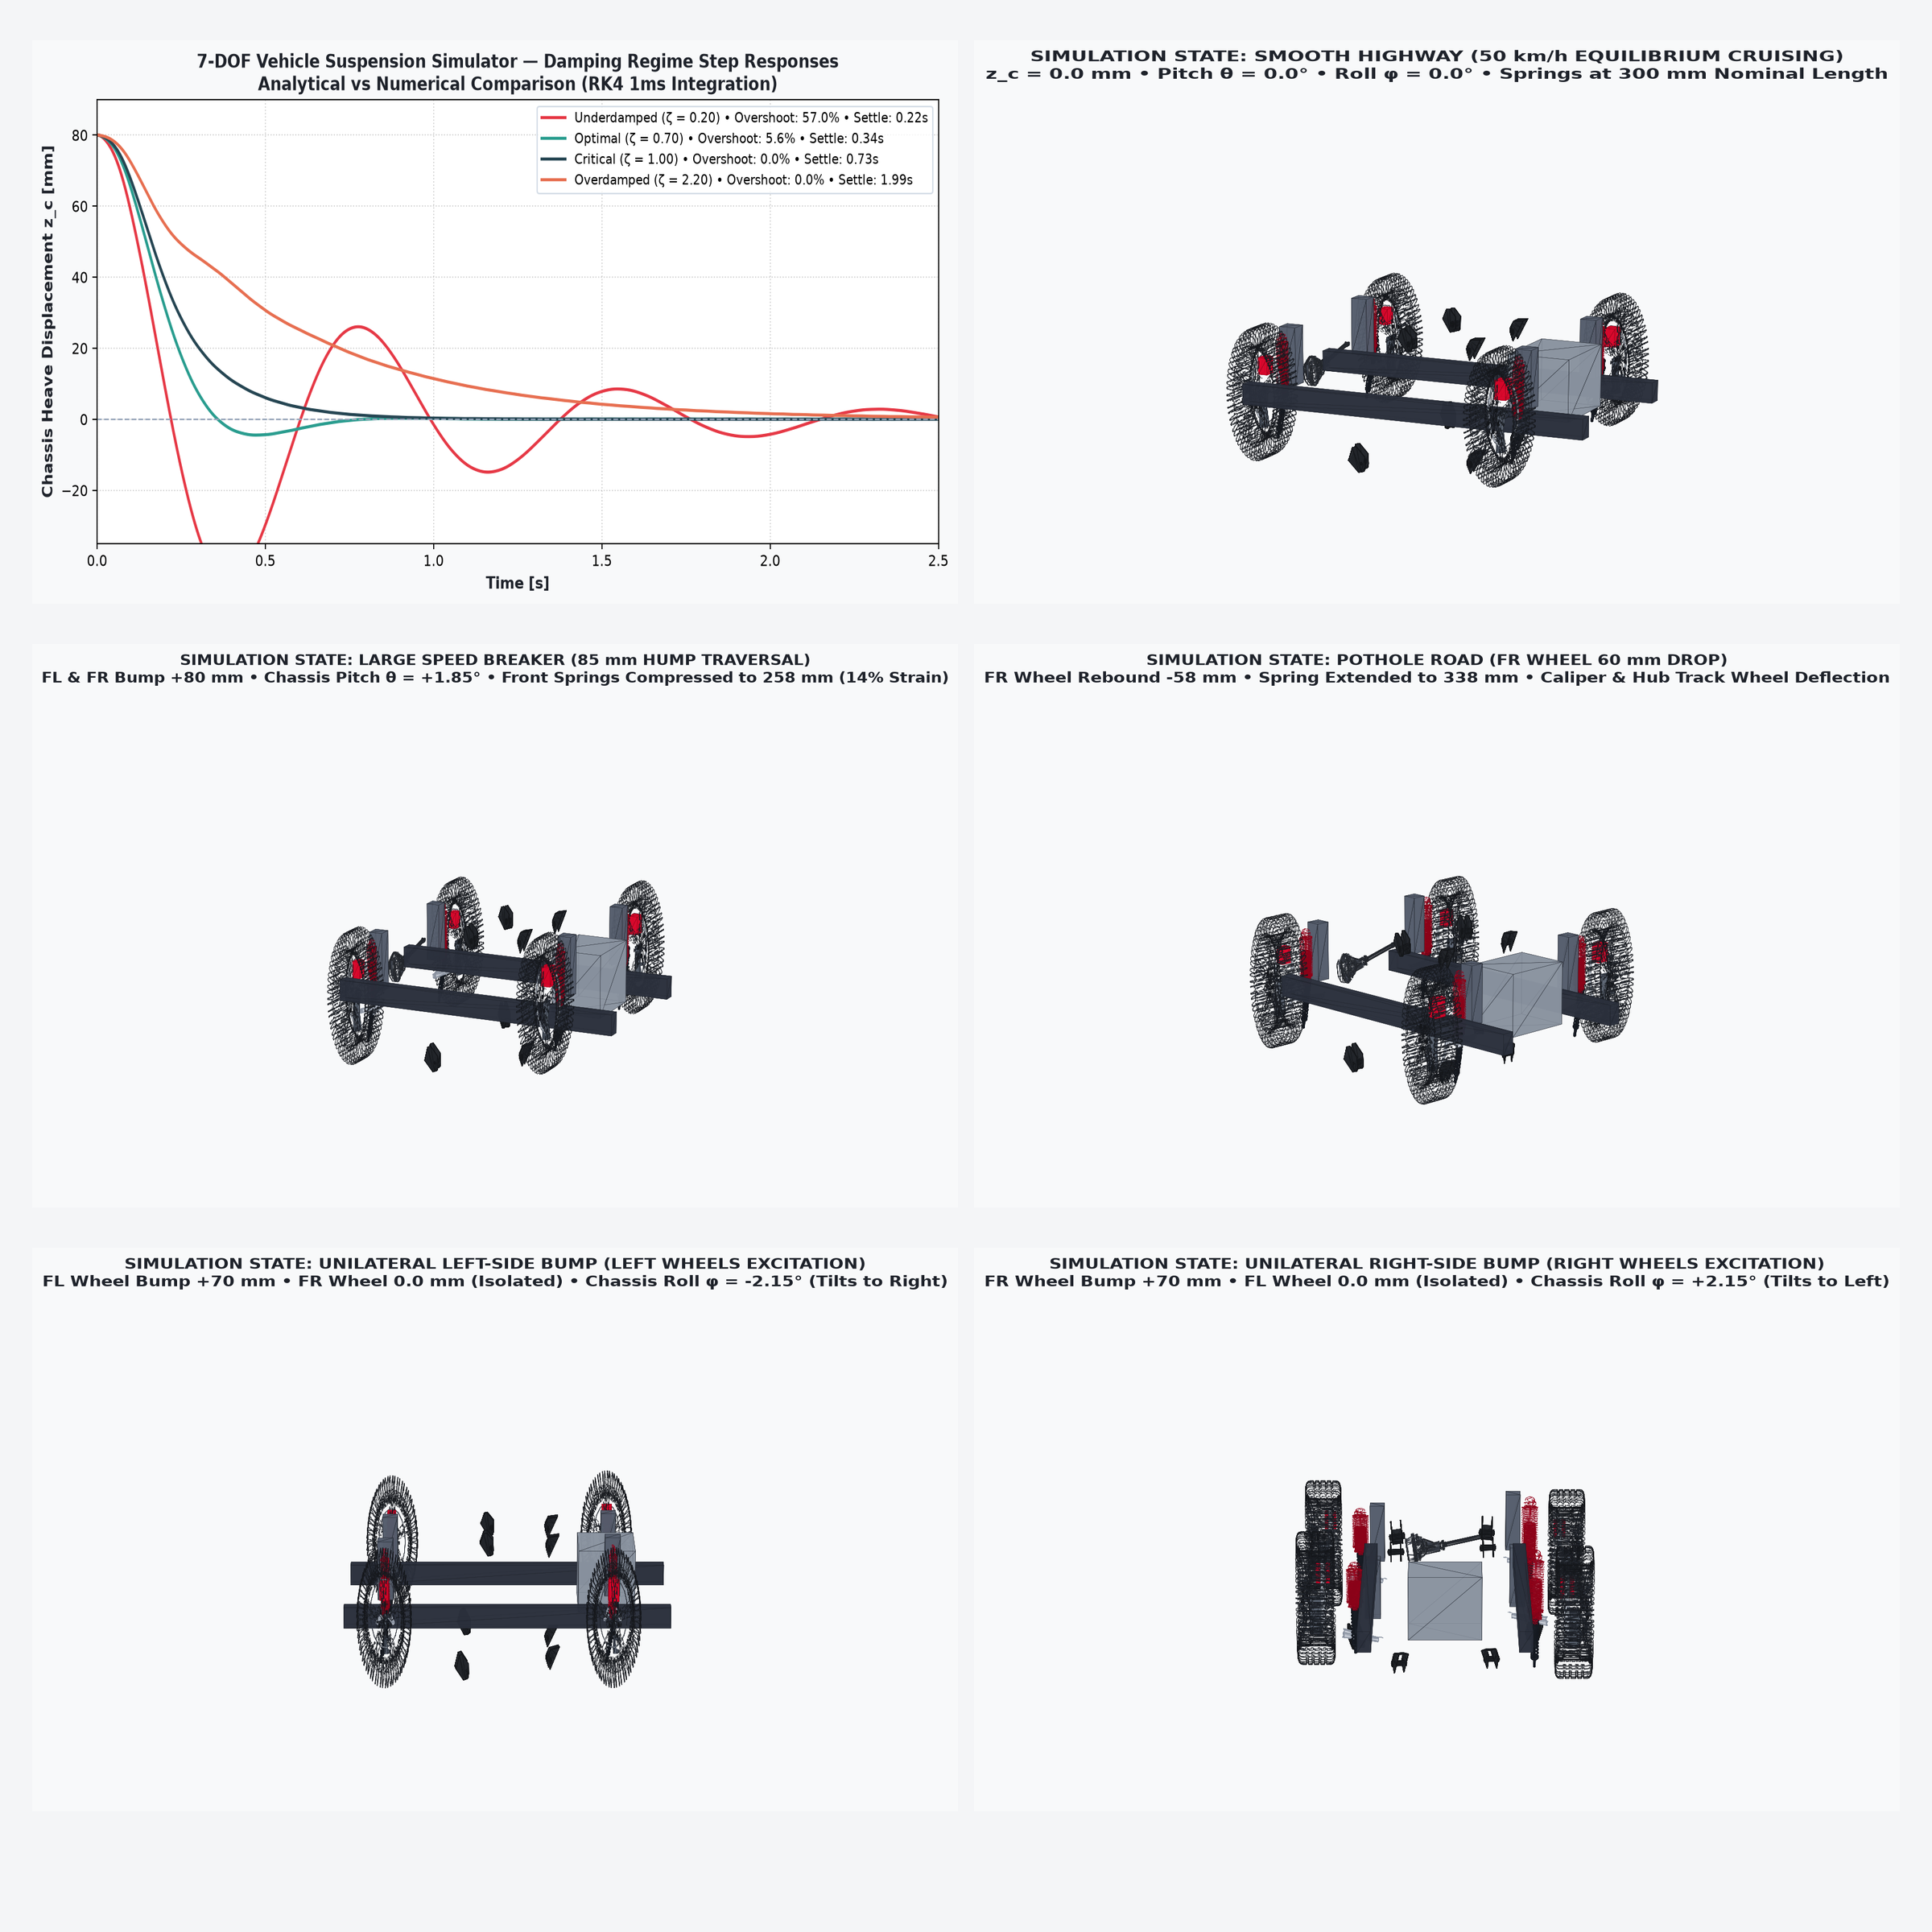 7-DOF Vehicle Suspension Simulator — Damping Regime Step Responses
Analytical vs Numerical Comparison (RK4 1ms Integration)
Underdamped (ζ = 0.20) • Overshoot: 57.0% • Settle: 0.22s
Optimal (ζ = 0.70) • Overshoot: 5.6% • Settle: 0.34s
Critical (ζ = 1.00) • Overshoot: 0.0% • Settle: 0.73s
Overdamped (ζ = 2.20) • Overshoot: 0.0% • Settle: 1.99s
Chassis Heave Displacement z_c [mm]
80
60
40
20
0
−20
0.0 0.5 1.0 1.5 2.0 2.5
Time [s]
SIMULATION STATE: SMOOTH HIGHWAY (50 km/h EQUILIBRIUM CRUISING)
z_c = 0.0 mm • Pitch θ = 0.0° • Roll φ = 0.0° • Springs at 300 mm Nominal Length
SIMULATION STATE: LARGE SPEED BREAKER (85 mm HUMP TRAVERSAL)
FL & FR Bump +80 mm • Chassis Pitch θ = +1.85° • Front Springs Compressed to 258 mm (14% Strain)
SIMULATION STATE: POTHOLE ROAD (FR WHEEL 60 mm DROP)
FR Wheel Rebound -58 mm • Spring Extended to 338 mm • Caliper & Hub Track Wheel Deflection
SIMULATION STATE: UNILATERAL LEFT-SIDE BUMP (LEFT WHEELS EXCITATION)
FL Wheel Bump +70 mm • FR Wheel 0.0 mm (Isolated) • Chassis Roll φ = -2.15° (Tilts to Right)
SIMULATION STATE: UNILATERAL RIGHT-SIDE BUMP (RIGHT WHEELS EXCITATION)
FR Wheel Bump +70 mm • FL Wheel 0.0 mm (Isolated) • Chassis Roll φ = +2.15° (Tilts to Left)